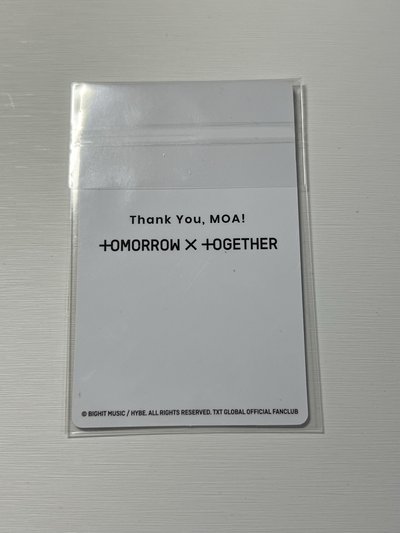 Thank You, MOA!
TOMORROW X TOGETHER
© BIGHIT MUSIC / HYBE. ALL RIGHTS RESERVED. TXT GLOBAL OFFICIAL FANCLUB